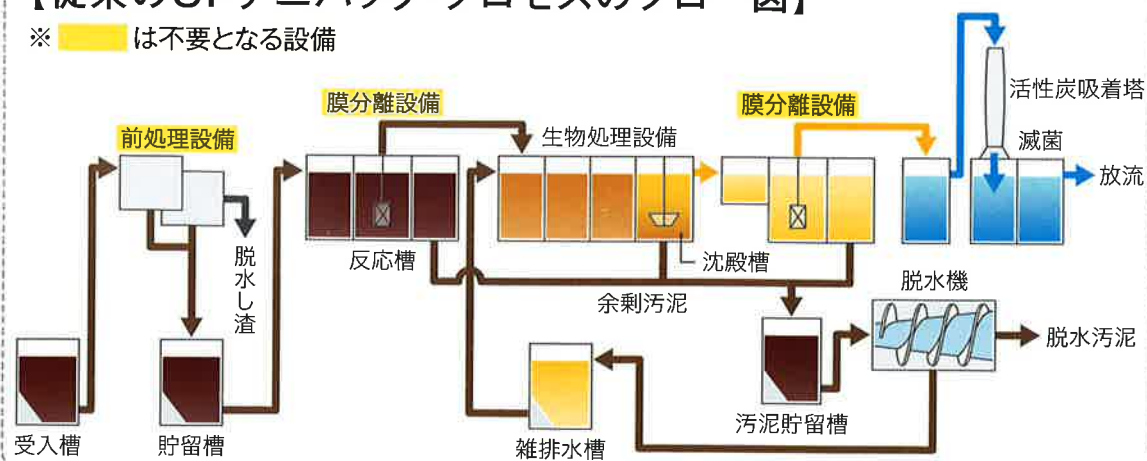 ※ は不要となる設備
膜分離設備
前処理設備
生物処理設備
膜分離設備
活性炭吸着塔
滅菌
放流
脱水し渣
反応槽
沈殿槽
余剰汚泥
脱水機
脱水汚泥
汚泥貯留槽
受入槽
貯留槽
雑排水槽